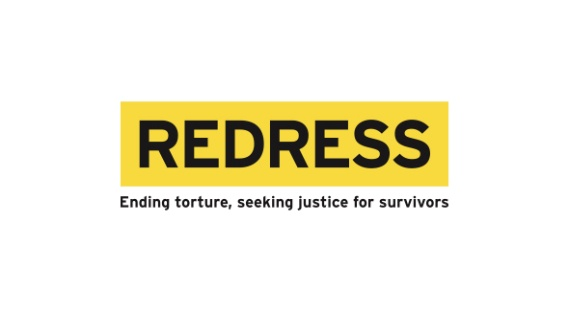 REDRESS
Ending torture, seeking justice for survivors